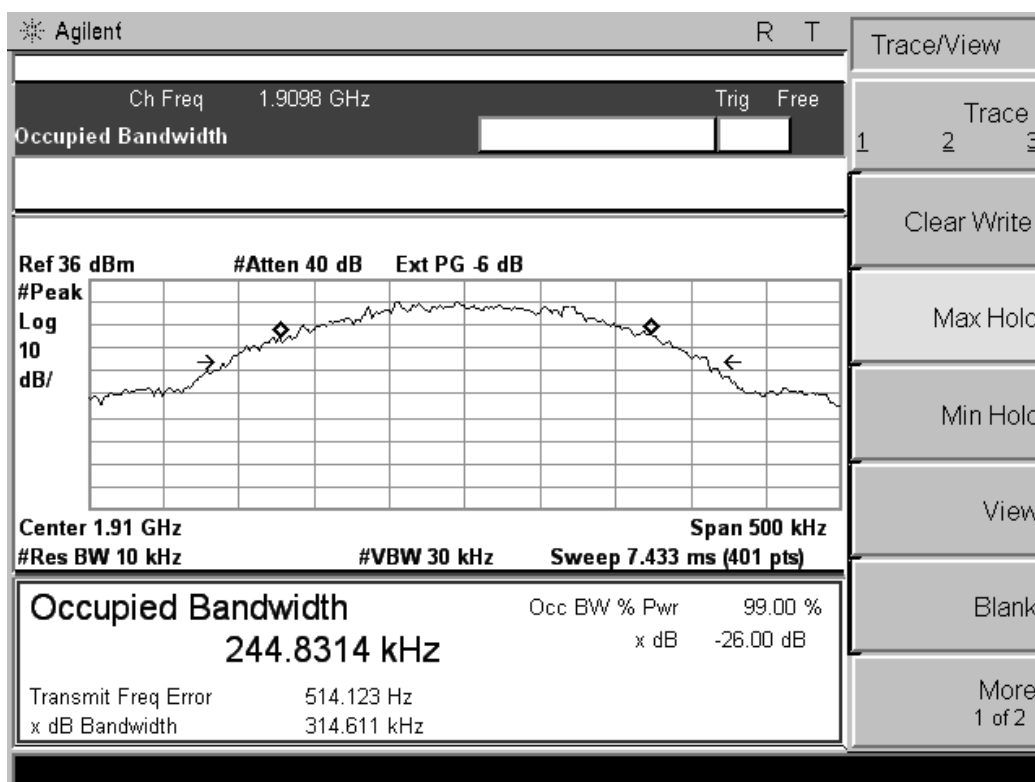 Agilent R T
Trace/View
Ch Freq 1.9098 GHz Trig Free
Occupied Bandwidth
Trace
1 2 3
Clear Write
Max Hold
Min Hold
View
Blank
More
1 of 2
Ref 36 dBm #Atten 40 dB Ext PG -6 dB
#Peak
Log
10
dB/
Center 1.91 GHz Span 500 kHz
#Res BW 10 kHz #VBW 30 kHz Sweep 7.433 ms (401 pts)
Occupied Bandwidth Occ BW % Pwr 99.00 %
244.8314 kHz x dB -26.00 dB
Transmit Freq Error 514.123 Hz
x dB Bandwidth 314.611 kHz